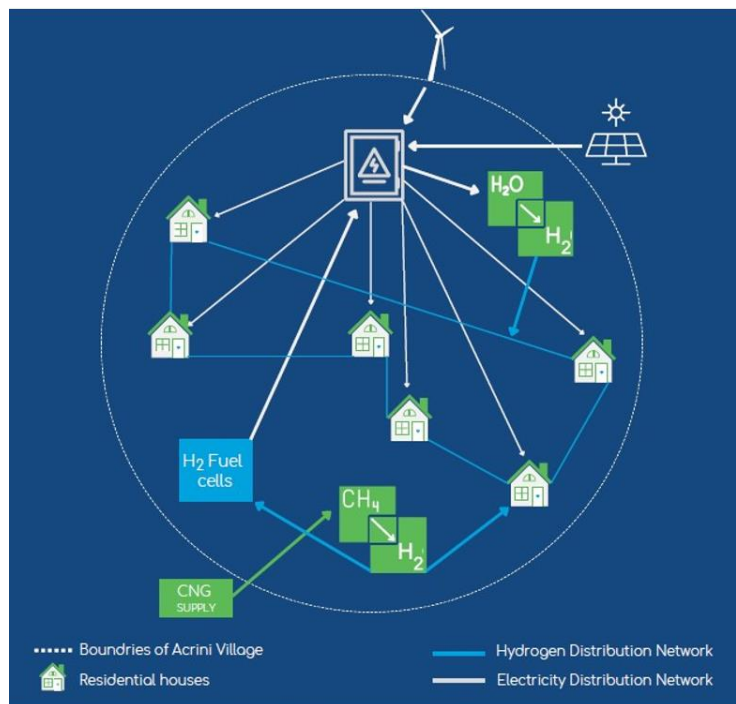 H₂O
H₂
H₂ Fuel
cells
CH₄
H₂
CNG
SUPPLY
Boundries of Acrini Village
Hydrogen Distribution Network
Residential houses
Electricity Distribution Network